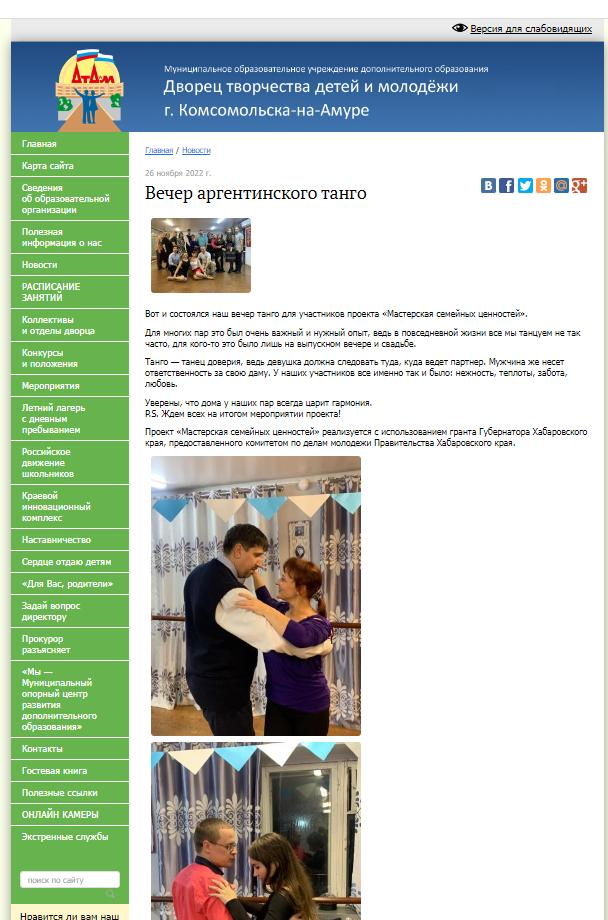 Версия для слабовидящих
ДТДиМ
Муниципальное образовательное учреждение дополнительного образования
Дворец творчества детей и молодёжи
г. Комсомольска-на-Амуре
Главная
Карта сайта
Сведения
об образовательной
организации
Полезная
информация о нас
Новости
РАСПИСАНИЕ
ЗАНЯТИЙ
Коллективы
и отделы дворца
Конкурсы
и положения
Мероприятия
Летний лагерь
с дневным
пребыванием
Российское
движение
школьников
Краевой
инновационный
комплекс
Наставничество
Сердце отдаю детям
«Для Вас, родители»
Задай вопрос
директору
Прокурор
разъясняет
«Мы —
Муниципальный
опорный центр
развития
дополнительного
образования»
Контакты
Гостевая книга
Полезные ссылки
ОНЛАЙН КАМЕРЫ
Экстренные службы
поиск по сайту
Нравится ли вам наш
Главная / Новости
26 ноября 2022 г.
Вечер аргентинского танго
Вот и состоялся наш вечер танго для участников проекта «Мастерская семейных ценностей».
Для многих пар это был очень важный и нужный опыт, ведь в повседневной жизни все мы танцуем не так
часто, для кого-то это было лишь на выпускном вечере и свадьбе.
Танго — танец доверия, ведь девушка должна следовать туда, куда ведет партнер. Мужчина же несет
ответственность за свою даму. У наших участников все именно так и было: нежность, теплоты, забота,
любовь.
Уверены, что дома у наших пар всегда царит гармония.
P.S. Ждем всех на итогом мероприятии проекта!
Проект «Мастерская семейных ценностей» реализуется с использованием гранта Губернатора Хабаровского
края, предоставленного комитетом по делам молодежи Правительства Хабаровского края.